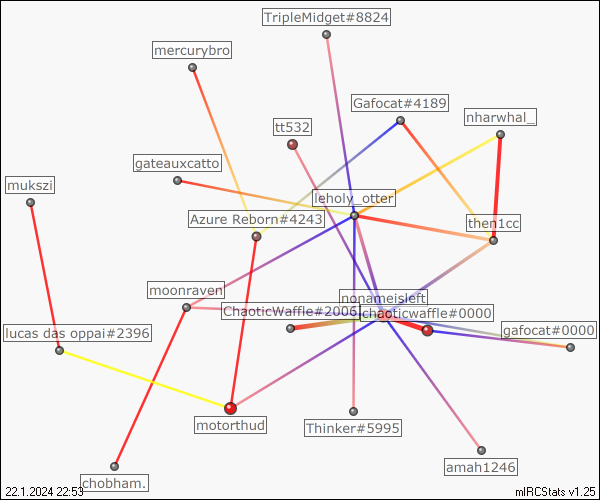 TripleMidget#8824
mercurybro
Gafocat#4189
nharwhal_
tt532
gateauxcatto
mukszi
leholy_otter
Azure Reborn#4243
then1cc
moonraven
nonameisleft
ChaoticWaffle#2006
chaoticwaffle#0000
lucas das oppai#2396
gafocat#0000
motorthud
Thinker#5995
amah1246
chobham.
22.1.2024 22:53
mIRCStats v1.25